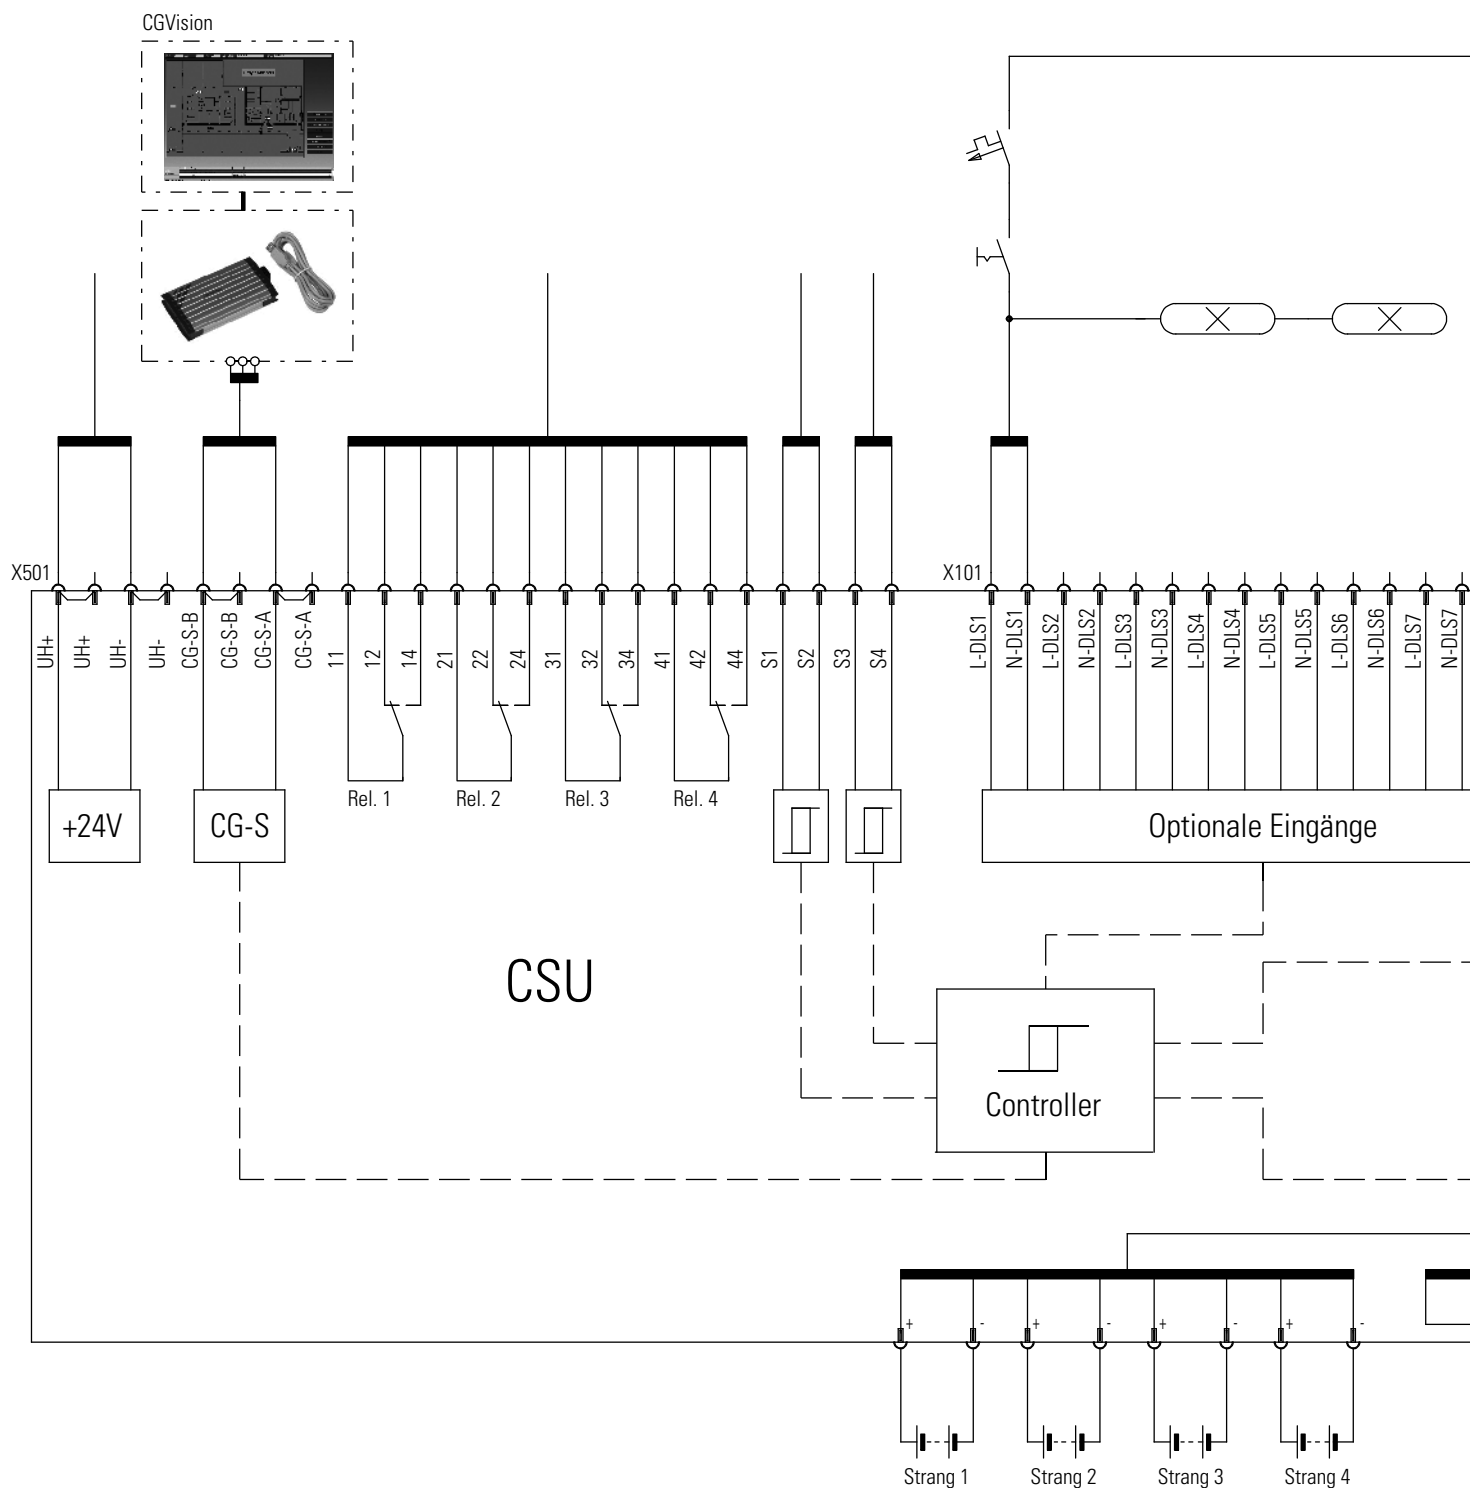 CGVision
X501
X101
UH+
UH+
UH-
UH-
CG-S-B
CG-S-B
CG-S-A
CG-S-A
11
12
14
21
22
24
31
32
34
41
42
44
S1
S2
S3
S4
L-DLS1
N-DLS1
L-DLS2
N-DLS2
L-DLS3
N-DLS3
L-DLS4
N-DLS4
L-DLS5
N-DLS5
L-DLS6
N-DLS6
L-DLS7
N-DLS7
Rel. 1
Rel. 2
Rel. 3
Rel. 4
+24V
CG-S
Optionale Eingänge
CSU
Controller
+ - + - + - + -
Strang 1
Strang 2
Strang 3
Strang 4